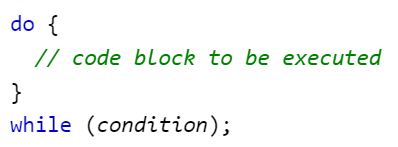 do {
  // code block to be executed
}
while (condition);